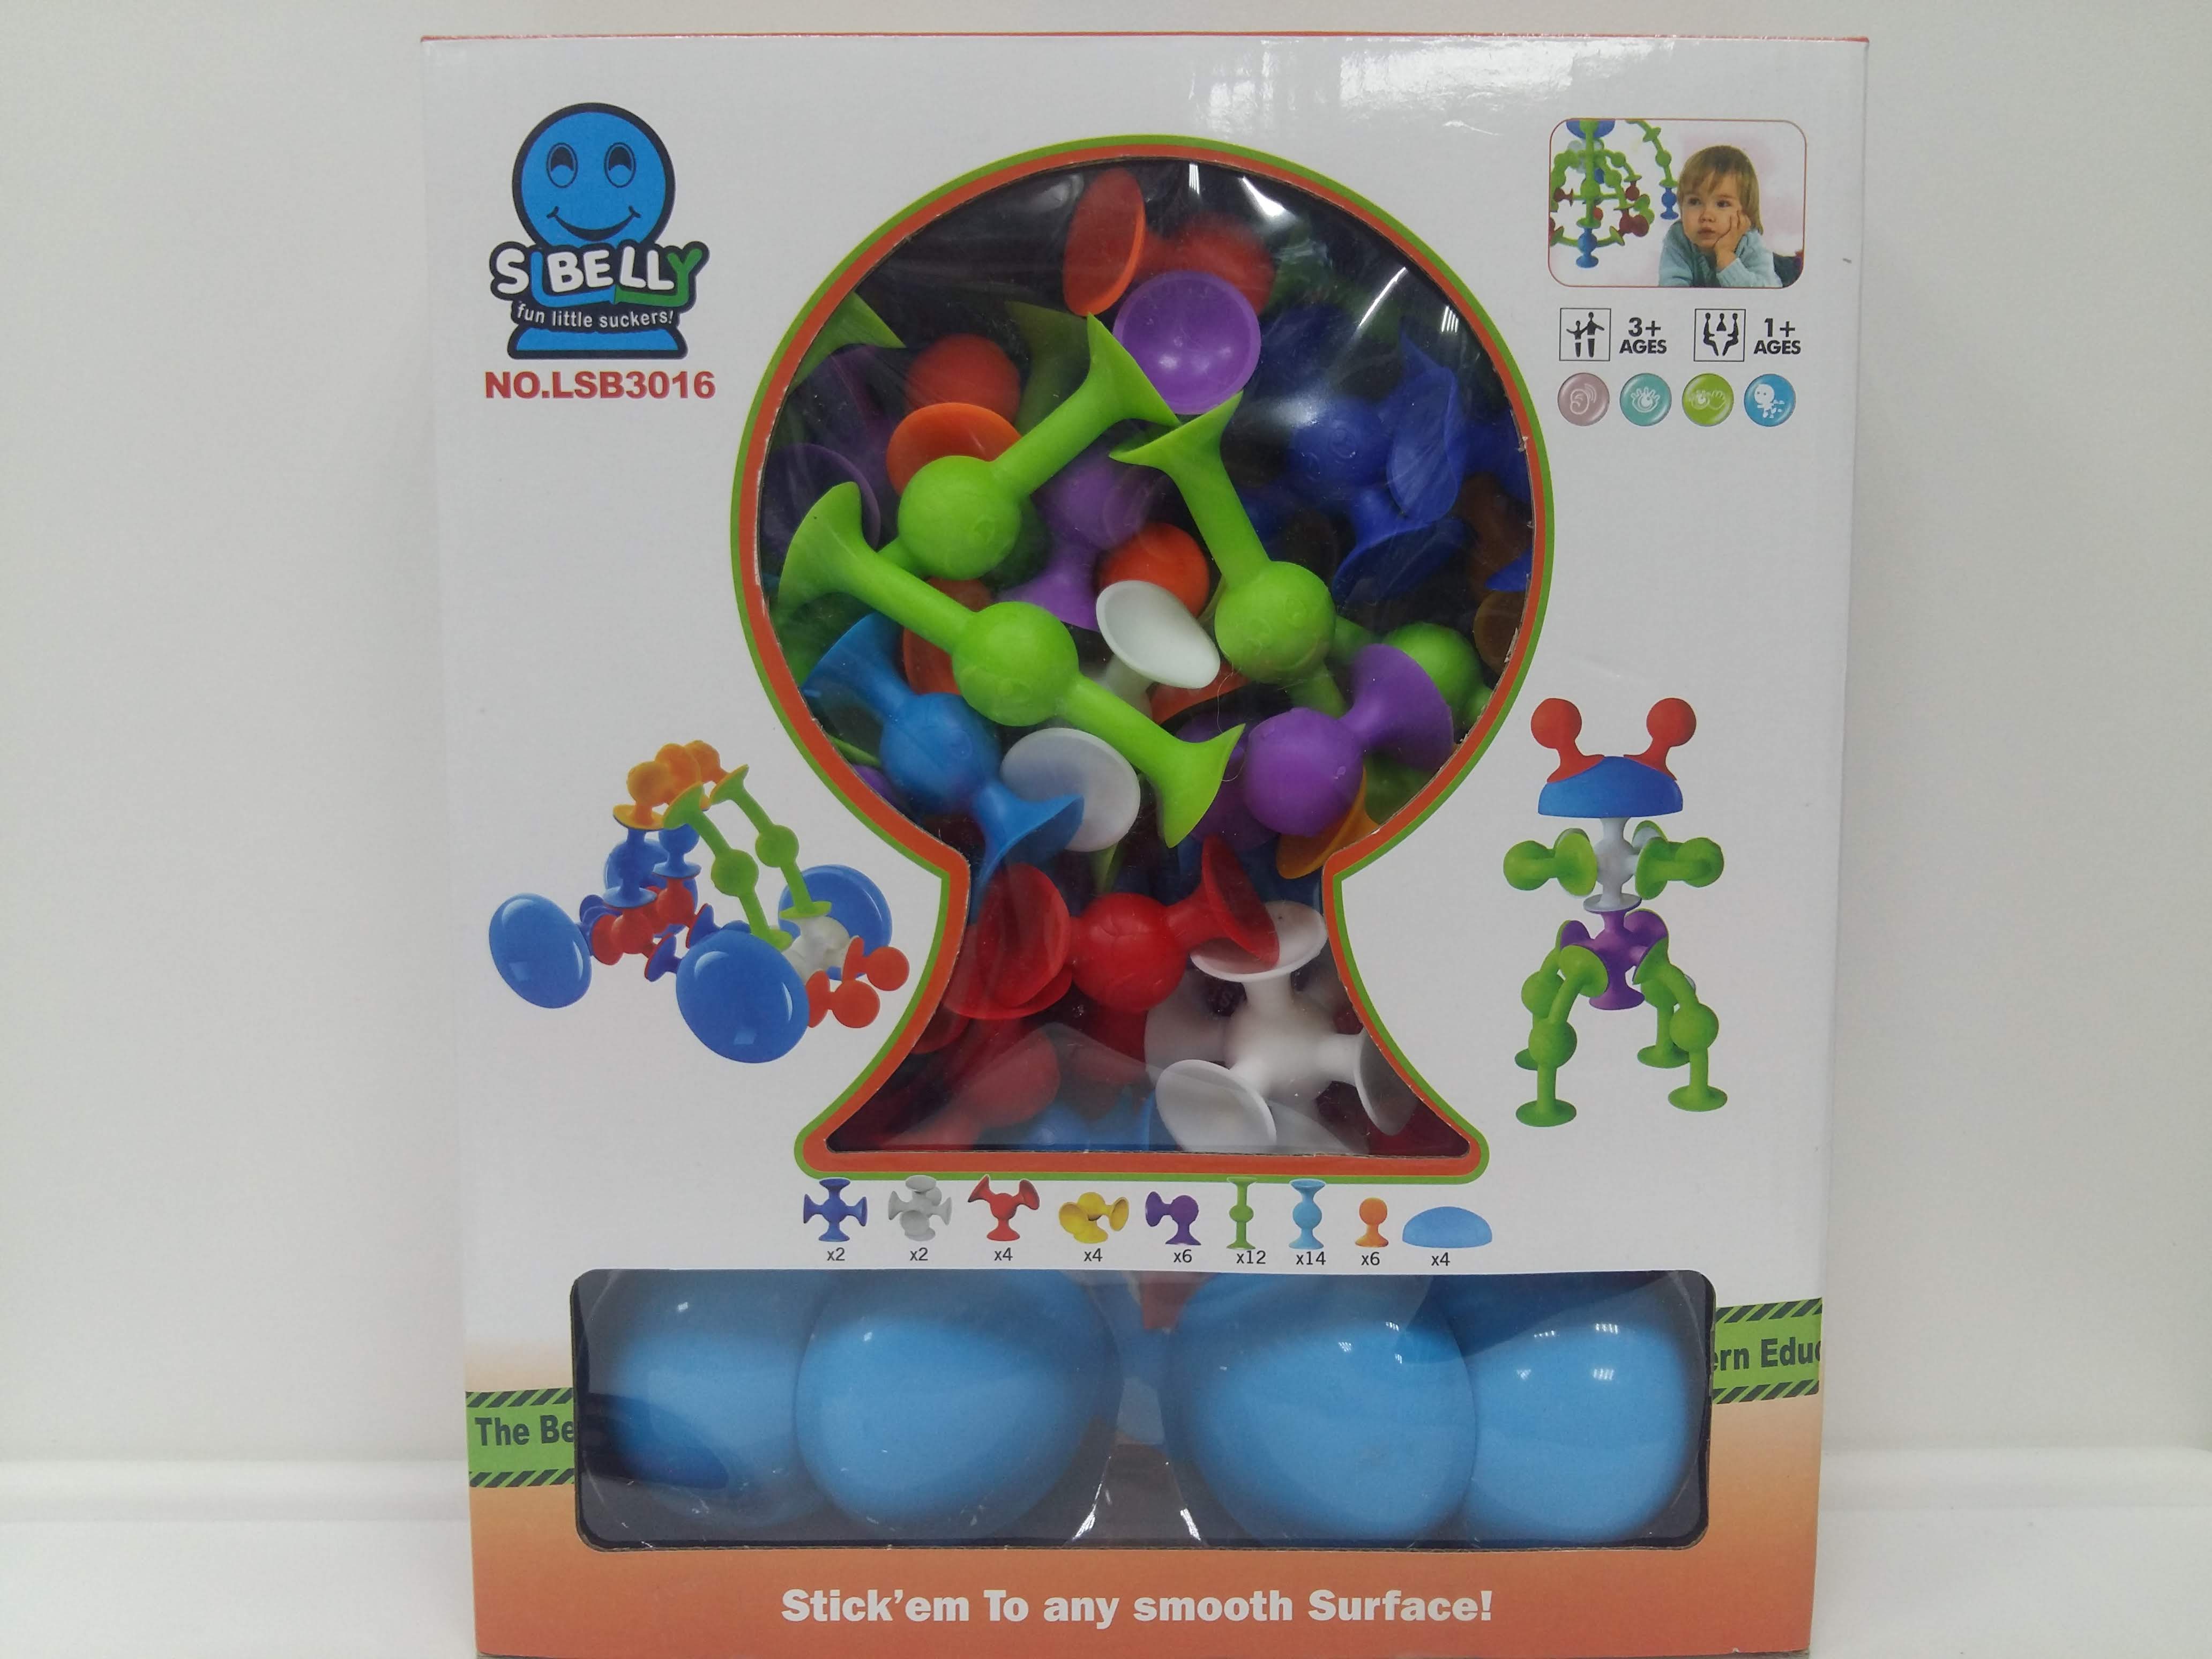 SLBELLY
fun little suckers!
NO.LSB3016
3+
AGES
1+
AGES
x2 x2 x4 x4 x6 x12 x14 x6 x4
The Be
ern Educ
Stick'em To any smooth Surface!